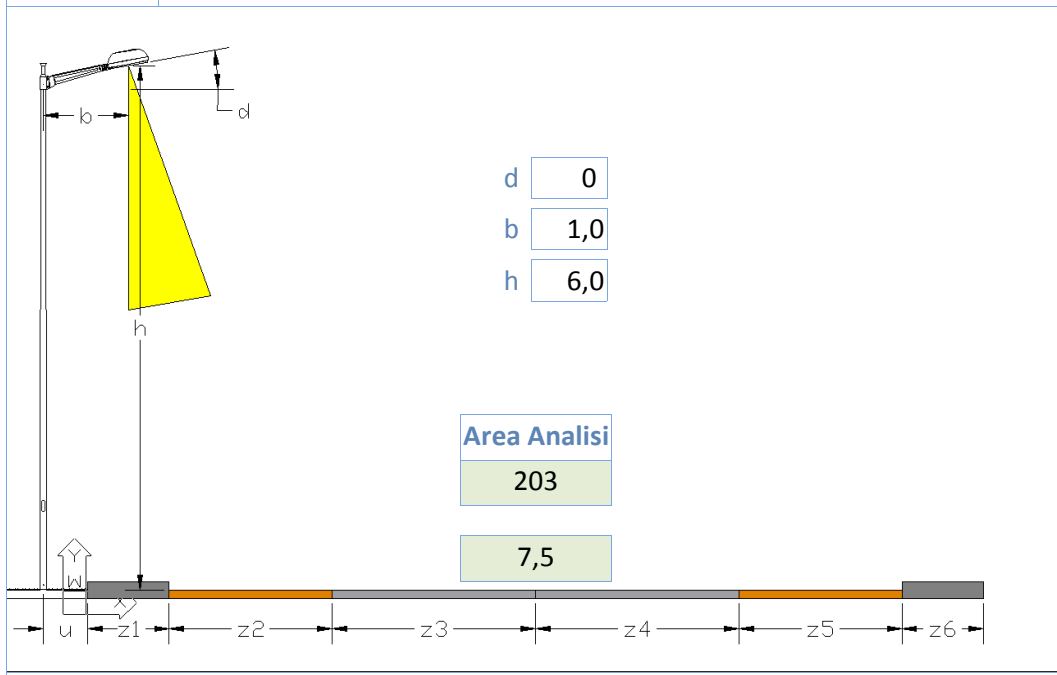 d
b
d 0
b 1,0
h 6,0
h
Area Analisi
203
7,5
Y
W
X
u z1 z2 z3 z4 z5 z6